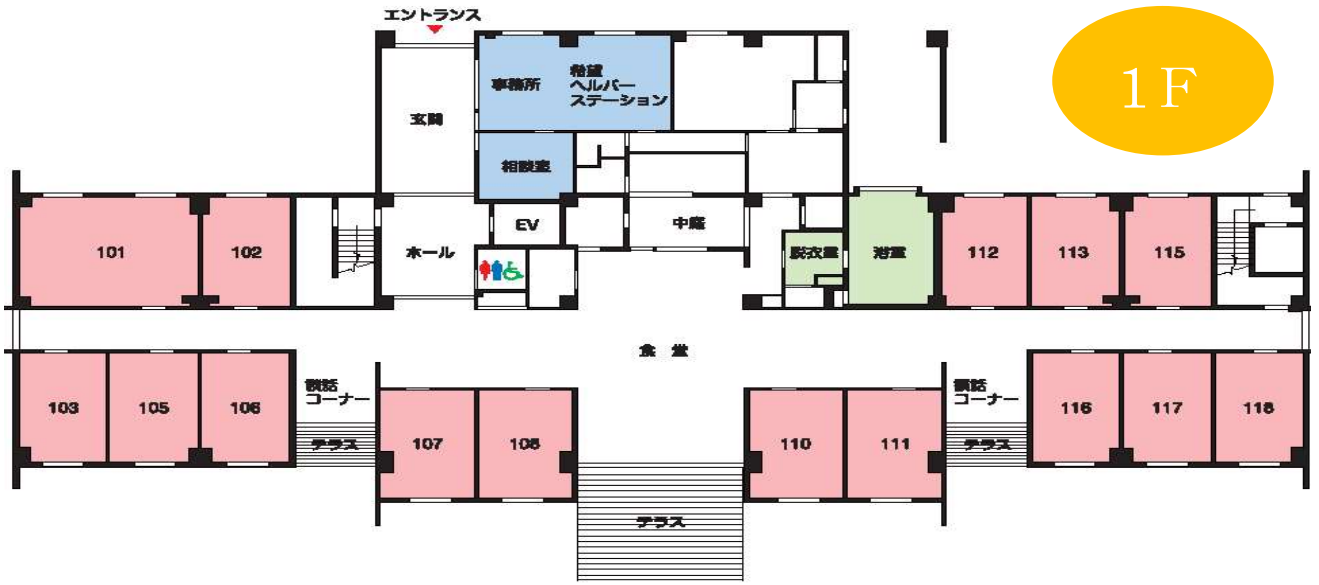 エントランス
1F
事務所
希望
ヘルパー
ステーション
玄関
相談室
EV
中庭
ホール
脱衣室
浴室
101
102
112
113
115
食堂
103
105
106
談話
コーナー
テラス
107
108
110
111
談話
コーナー
テラス
116
117
118
テラス